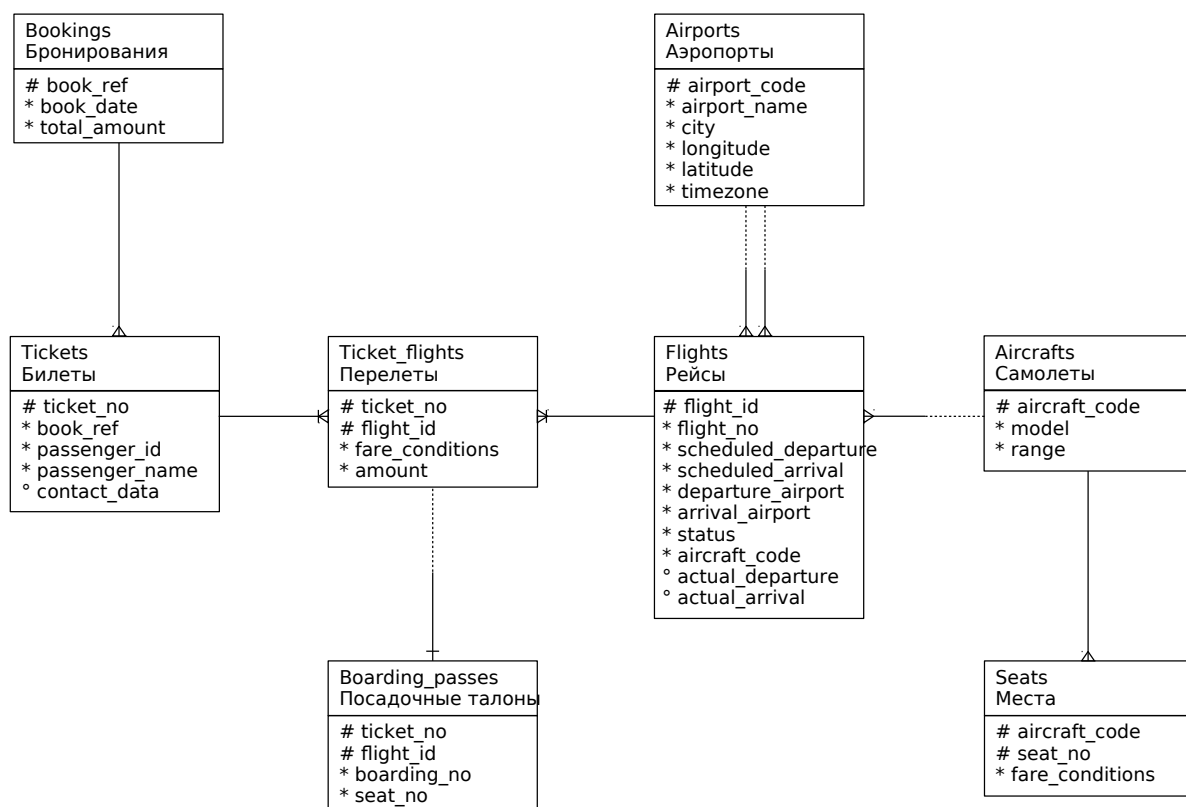 Bookings
Бронирования
# book_ref
* book_date
* total_amount
Airports
Аэропорты
# airport_code
* airport_name
* city
* longitude
* latitude
* timezone
Tickets
Билеты
# ticket_no
* book_ref
* passenger_id
* passenger_name
° contact_data
Ticket_flights
Перелеты
# ticket_no
# flight_id
* fare_conditions
* amount
Flights
Рейсы
# flight_id
* flight_no
* scheduled_departure
* scheduled_arrival
* departure_airport
* arrival_airport
* status
* aircraft_code
° actual_departure
° actual_arrival
Aircrafts
Самолеты
# aircraft_code
* model
* range
Boarding_passes
Посадочные талоны
# ticket_no
# flight_id
* boarding_no
* seat_no
Seats
Места
# aircraft_code
# seat_no
* fare_conditions